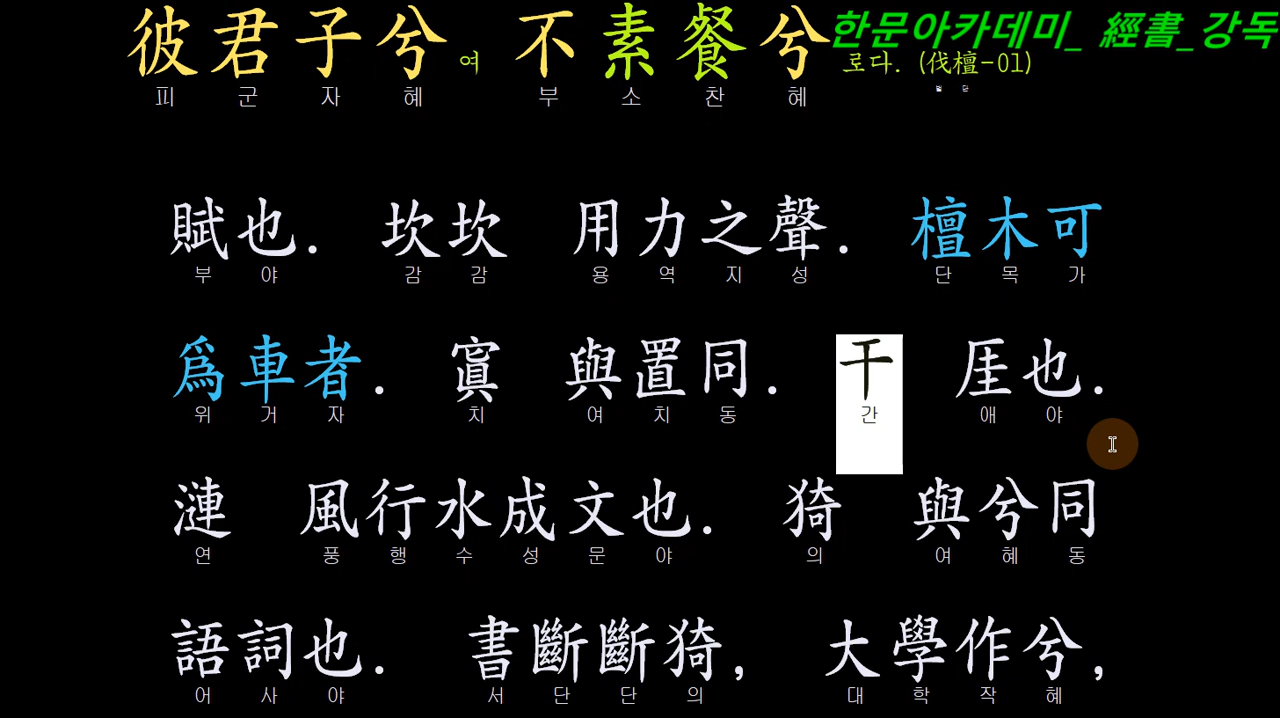 彼君子兮여 不素餐兮로다. (伐檀-01)
한문아카데미_ 經書_강독
피 군 자 혜 부 소 찬 혜 벌 단
賦也. 坎坎 用力之聲. 檀木可
부 야 감 감 용 역 지 성 단 목 가
爲車者. 寘 與置同. 干 厓也.
위 거 자 치 여 치 동 간 애 야
漣 風行水成文也. 猗 與兮同
연 풍 행 수 성 문 야 의 여 혜 동
語詞也. 書斷斷猗, 大學作兮,
어 사 야 서 단 단 의 대 학 작 혜